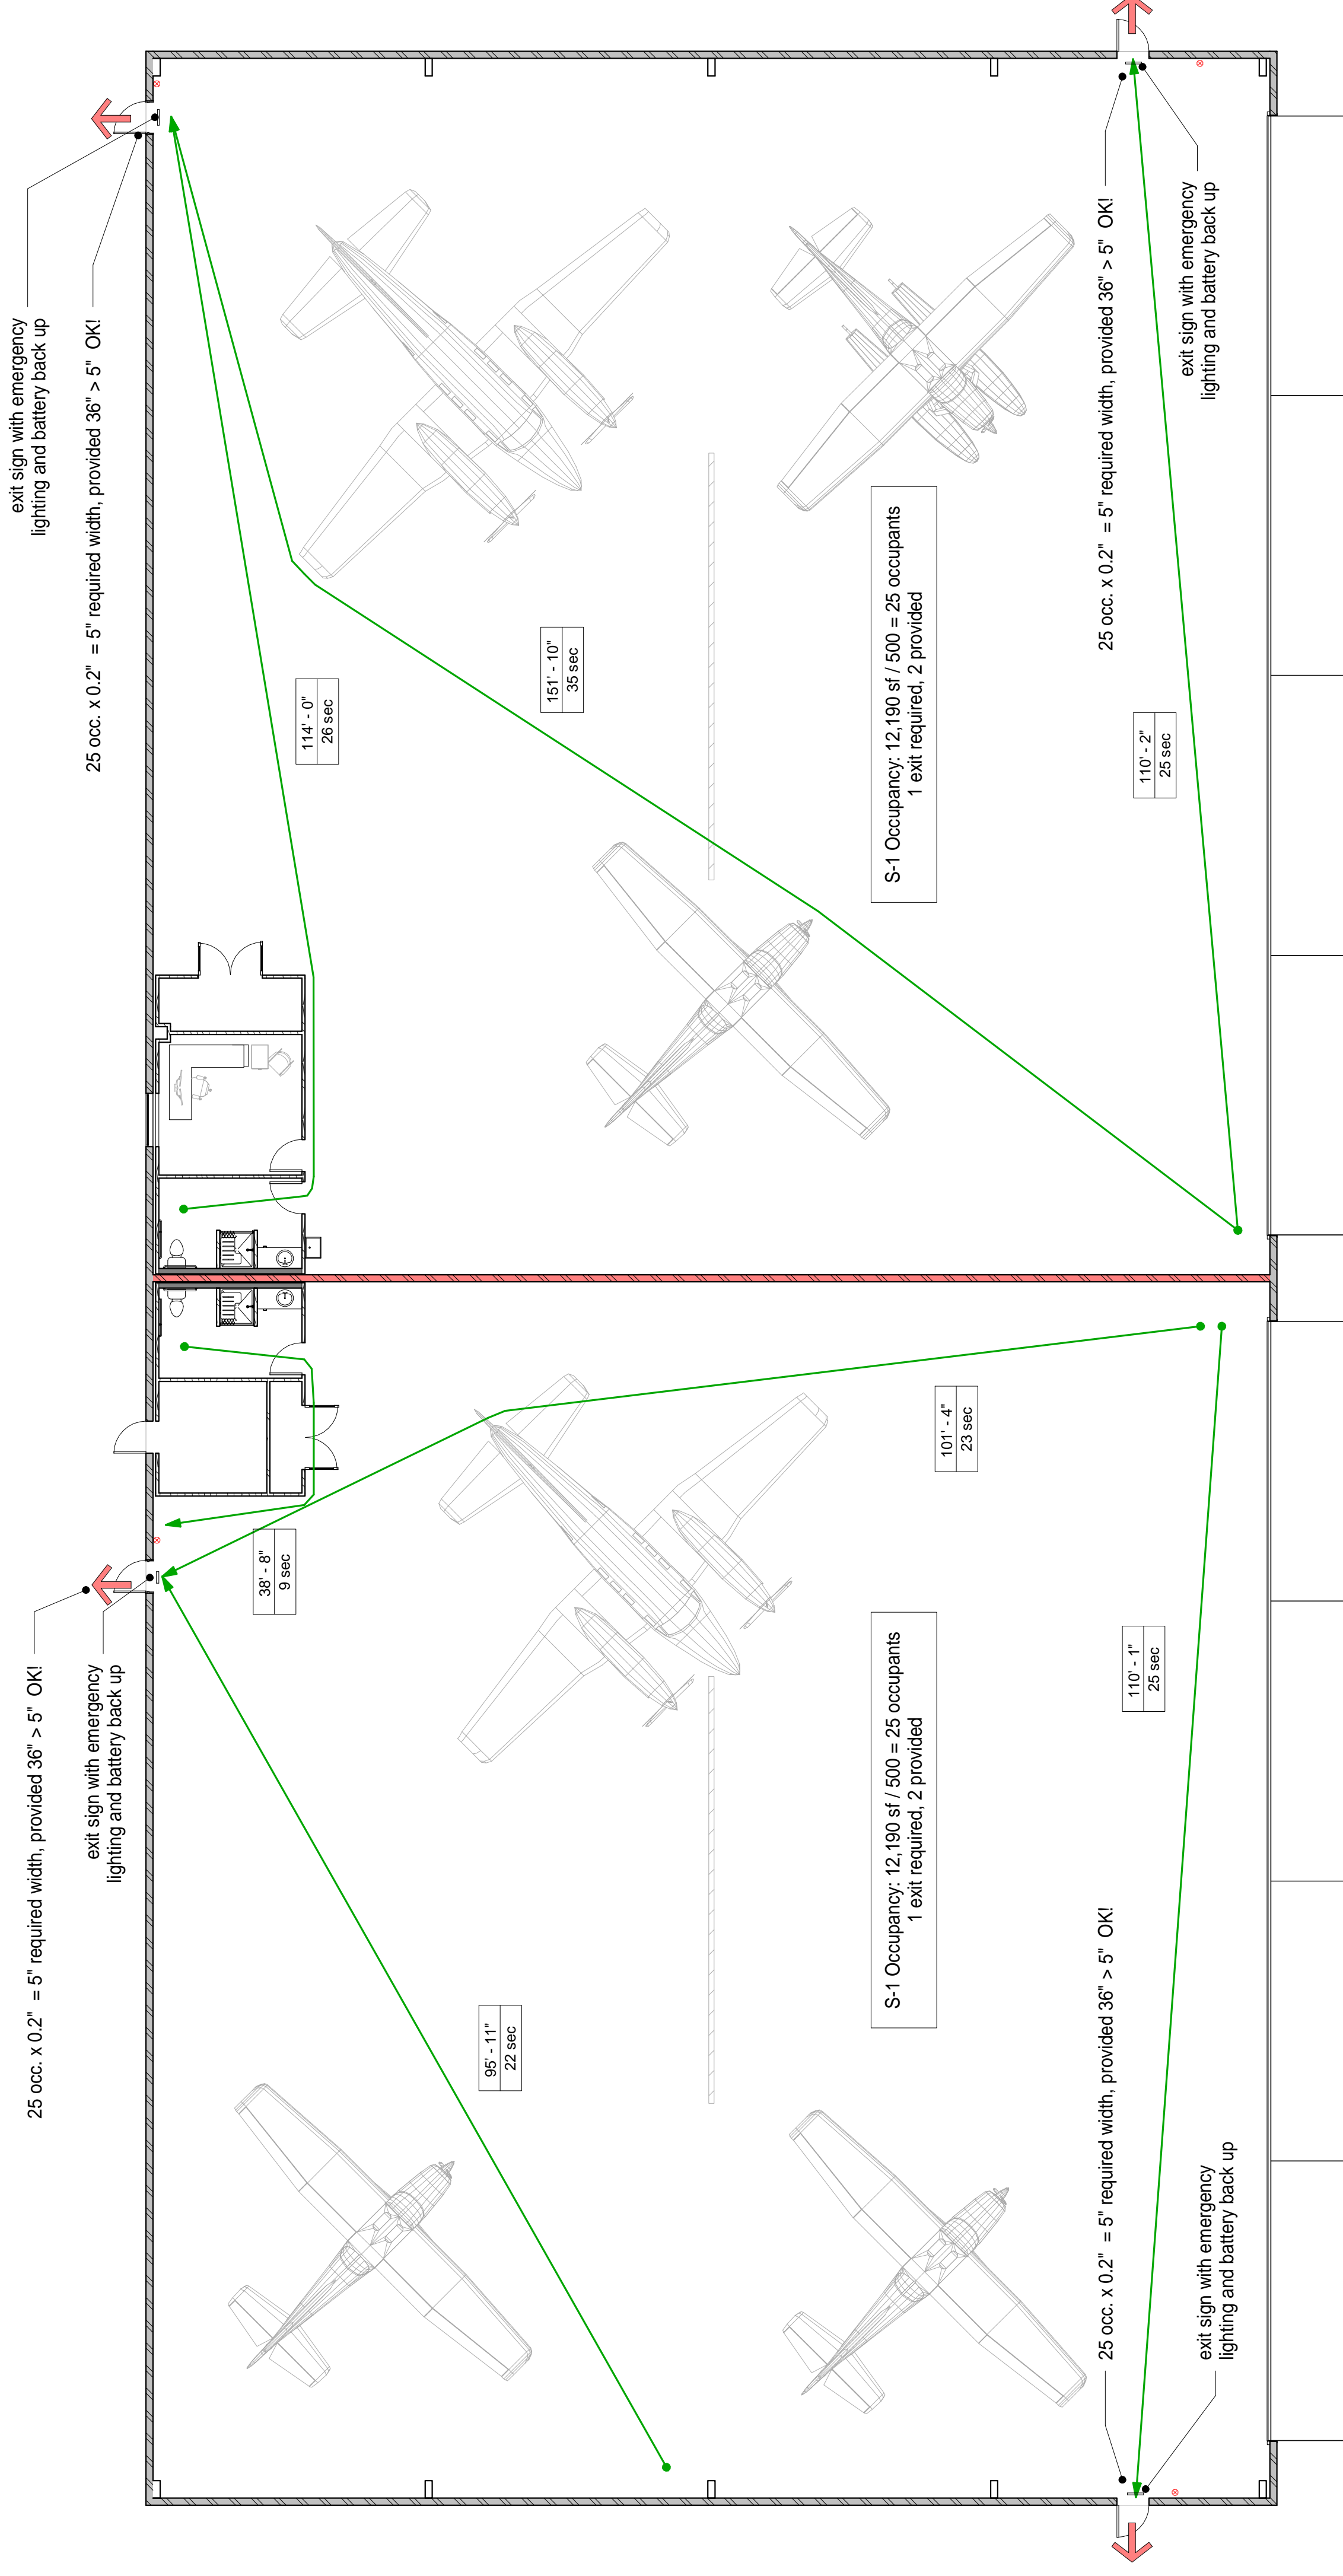 exit sign with emergency
lighting and battery back up
25 occ. x 0.2"  = 5" required width, provided 36" > 5"  OK!
114' - 0"
26 sec
151' - 10"
35 sec
S-1 Occupancy: 12,190 sf / 500 = 25 occupants
1 exit required, 2 provided
25 occ. x 0.2"  = 5" required width, provided 36" > 5"  OK!
exit sign with emergency
lighting and battery back up
110' - 2"
25 sec
25 occ. x 0.2"  = 5" required width, provided 36" > 5"  OK!
exit sign with emergency
lighting and battery back up
38' - 8"
9 sec
101' - 4"
23 sec
95' - 11"
22 sec
S-1 Occupancy: 12,190 sf / 500 = 25 occupants
1 exit required, 2 provided
110' - 1"
25 sec
25 occ. x 0.2"  = 5" required width, provided 36" > 5"  OK!
exit sign with emergency
lighting and battery back up